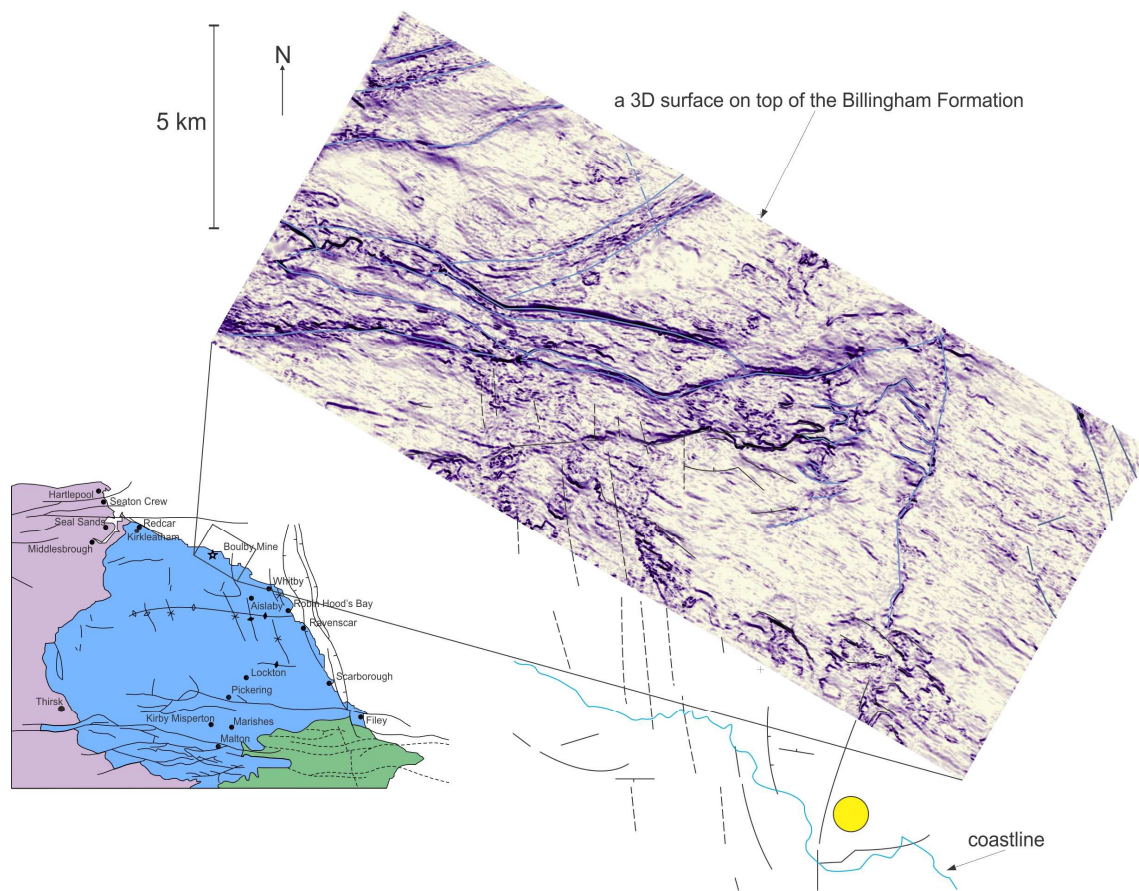 N
5 km
a 3D surface on top of the Billingham Formation
Hartlepool
Seaton Crew
Seal Sands
Redcar
Kirkleatham
Middlesbrough
Boulby Mine
Whitby
Aislaby
Robin Hood's Bay
Ravenscar
Lockton
Scarborough
Pickering
Thirsk
Kirby Misperton
Marishes
Filey
Malton
coastline